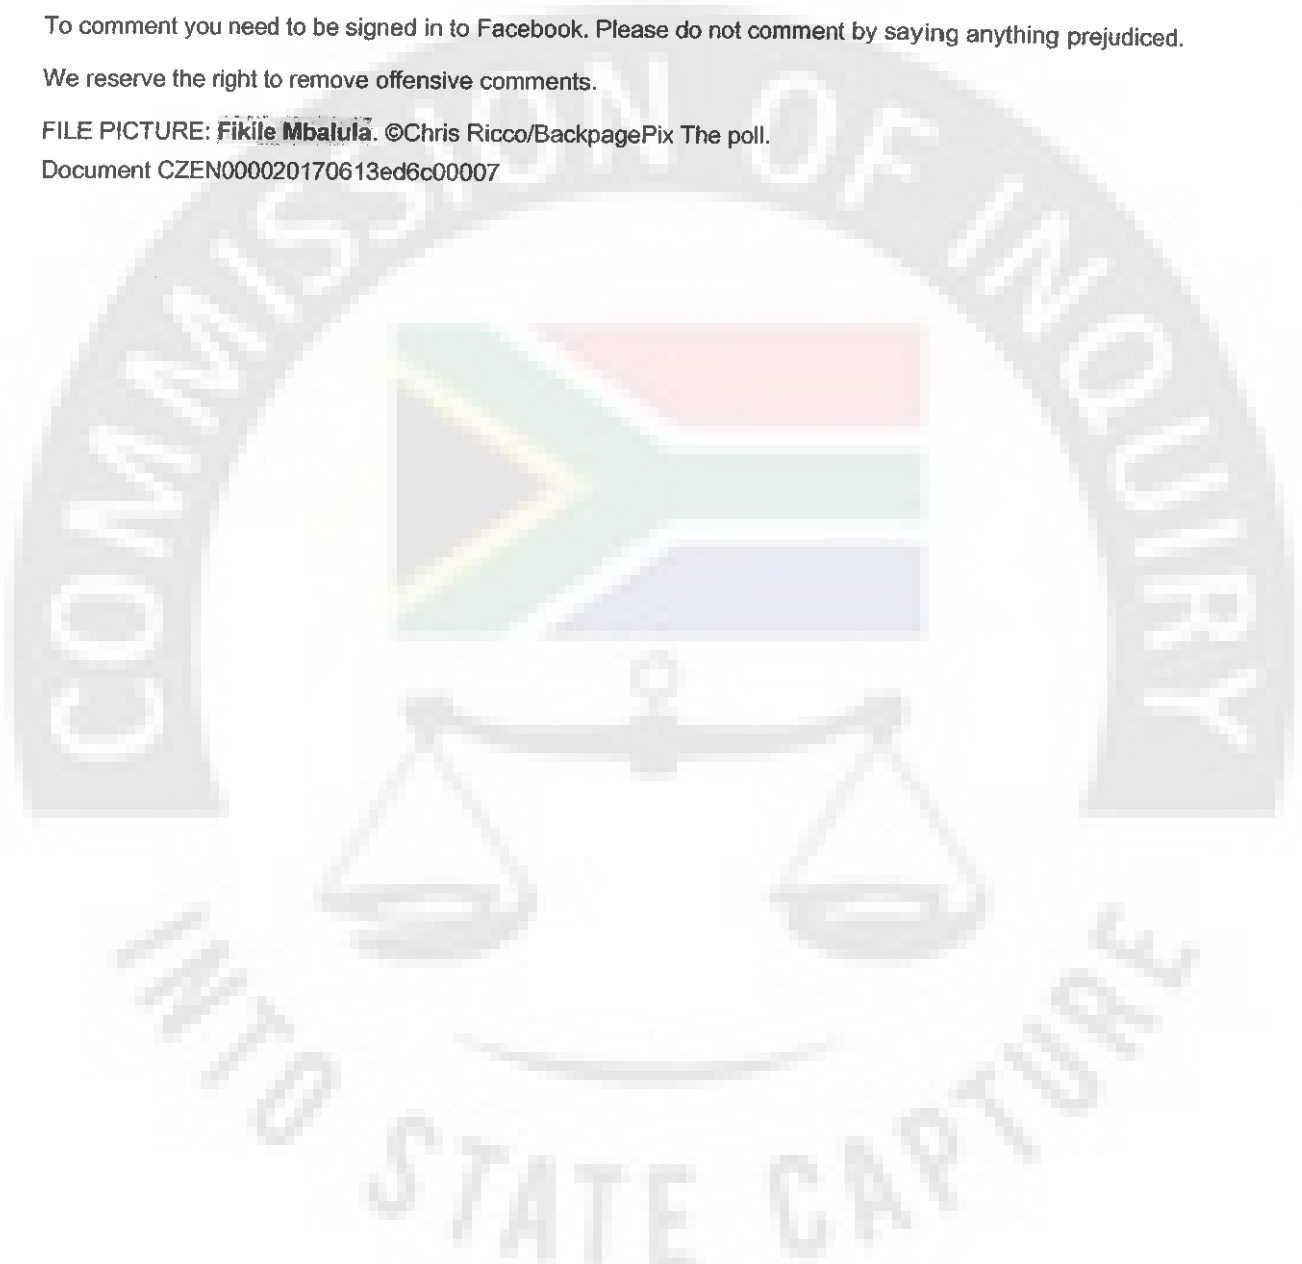 To comment you need to be signed in to Facebook. Please do not comment by saying anything prejudiced.
We reserve the right to remove offensive comments.
FILE PICTURE: Fikile Mbalula. ©Chris Ricco/BackpagePix The poll.
Document CZEN000020170613ed6c00007
COMMISSION OF INQUIRY
INTO STATE CAPTURE